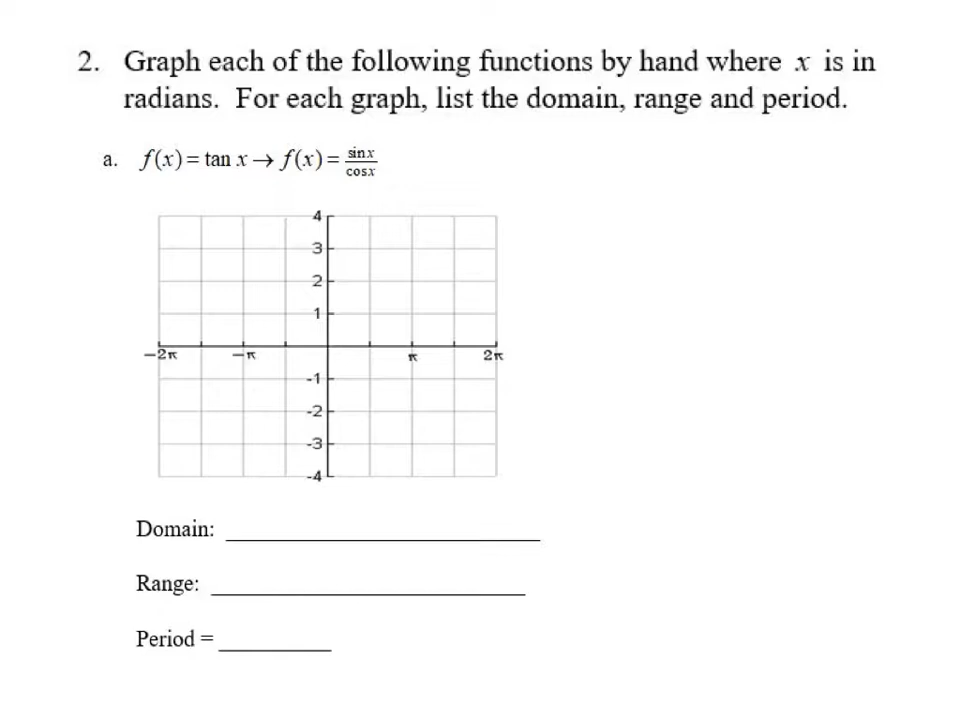 2. Graph each of the following functions by hand where x is in
radians. For each graph, list the domain, range and period.
a. f(x) = tan x → f(x) = sin x / cos x
4
3
2
1
−2π −π π 2π
-1
-2
-3
-4
Domain:
Range:
Period =